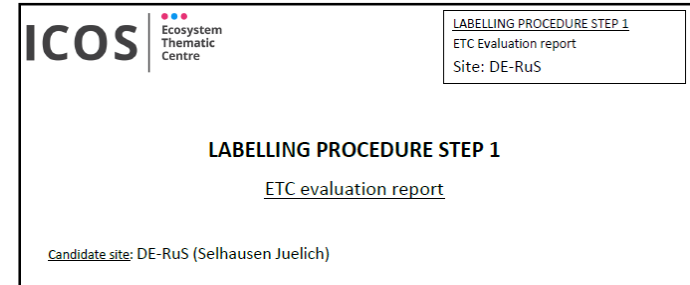 ICOS
Ecosystem
Thematic
Centre
LABELLING PROCEDURE STEP 1
ETC Evaluation report
Site: DE-RuS
LABELLING PROCEDURE STEP 1
ETC evaluation report
Candidate site: DE-RuS (Selhausen Juelich)